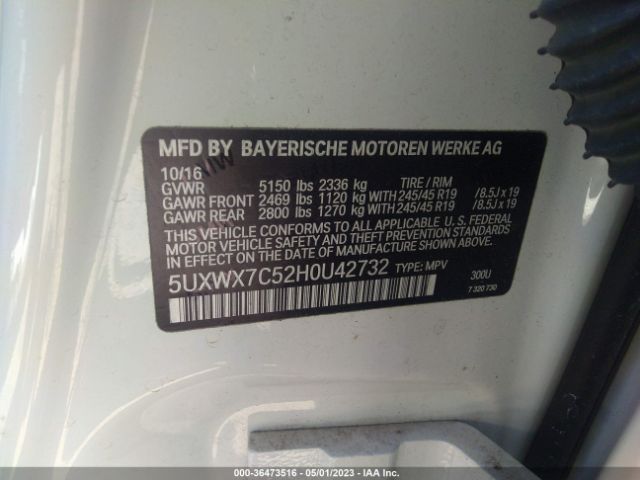 MFD BY BAYERISCHE MOTOREN WERKE AG
10/16
GVWR 5150 lbs 2336 kg TIRE / RIM
GAWR FRONT 2469 lbs 1120 kg WITH 245/45 R19 /8.5J x 19
GAWR REAR 2800 lbs 1270 kg WITH 245/45 R19 /8.5J x 19
THIS VEHICLE CONFORMS TO ALL APPLICABLE U. S. FEDERAL
MOTOR VEHICLE SAFETY AND THEFT PREVENTION STANDARDS
IN EFFECT ON THE DATE OF MANUFACTURE SHOWN ABOVE.
5UXWX7C52H0U42732 TYPE: MPV 300U
7 320 730
000-36473516 - 05/01/2023 - IAA Inc.